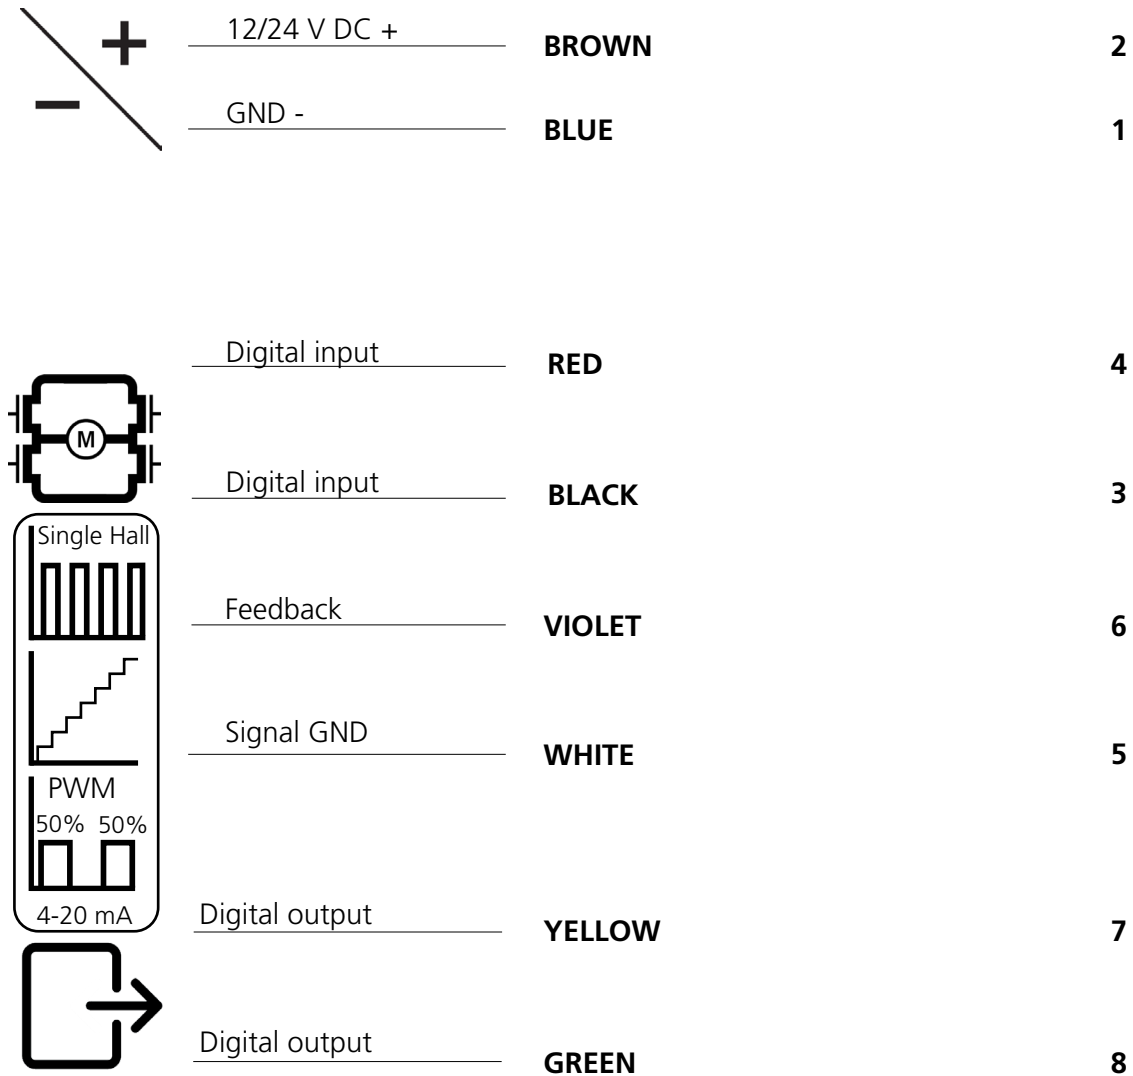 12/24 V DC + BROWN 2
GND - BLUE 1
Digital input RED 4
M
Digital input BLACK 3
Single Hall
Feedback VIOLET 6
Signal GND WHITE 5
PWM
50% 50%
4-20 mA
Digital output YELLOW 7
Digital output GREEN 8